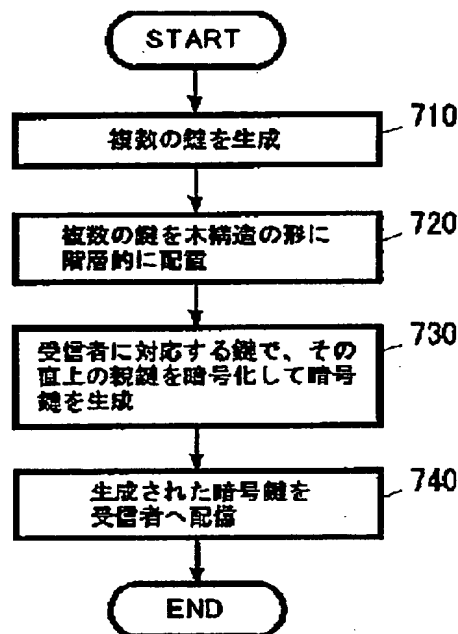 START
710
複数の鍵を生成
720
複数の鍵を木構造の形に
階層的に配置
730
受信者に対応する鍵で、その
直上の親鍵を暗号化して暗号
鍵を生成
740
生成された暗号鍵を
受信者へ配信
END